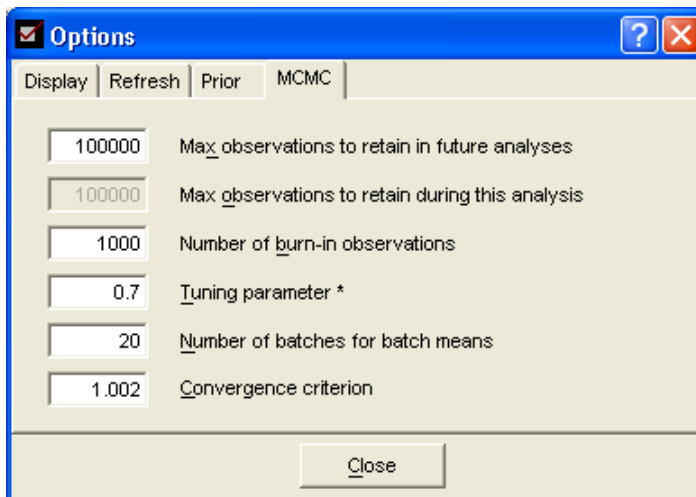 Options
Display Refresh Prior MCMC
100000 Max observations to retain in future analyses
100000 Max observations to retain during this analysis
1000 Number of burn-in observations
0.7 Tuning parameter *
20 Number of batches for batch means
1.002 Convergence criterion
Close